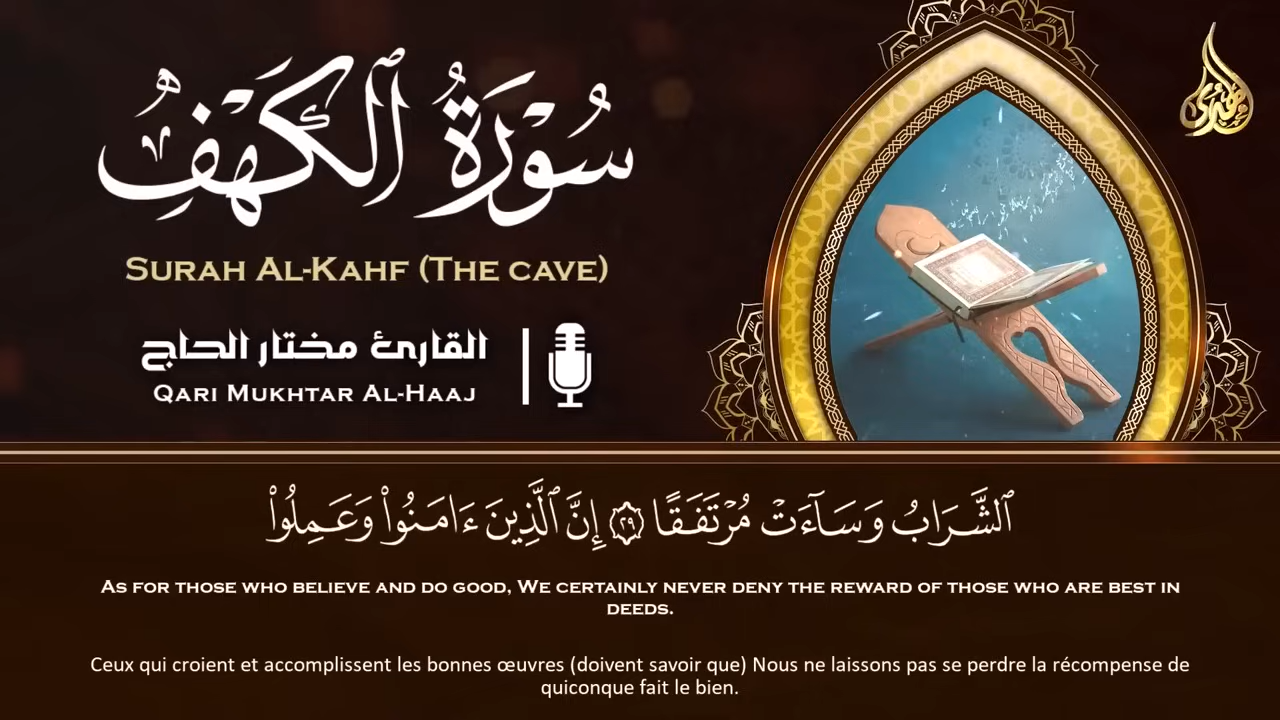 سُورَةُ ٱلْكَهْفِ
SURAH AL-KAHF (THE CAVE)
القارئ مختار الحاج
QARI MUKHTAR AL-HAAJ
ٱلشَّرَابُ وَسَآءَتْ مُرْتَفَقًا ٢٩ إِنَّ ٱلَّذِينَ ءَامَنُوا۟ وَعَمِلُوا۟
AS FOR THOSE WHO BELIEVE AND DO GOOD, WE CERTAINLY NEVER DENY THE REWARD OF THOSE WHO ARE BEST IN
DEEDS.
Ceux qui croient et accomplissent les bonnes œuvres (doivent savoir que) Nous ne laissons pas se perdre la récompense de
quiconque fait le bien.